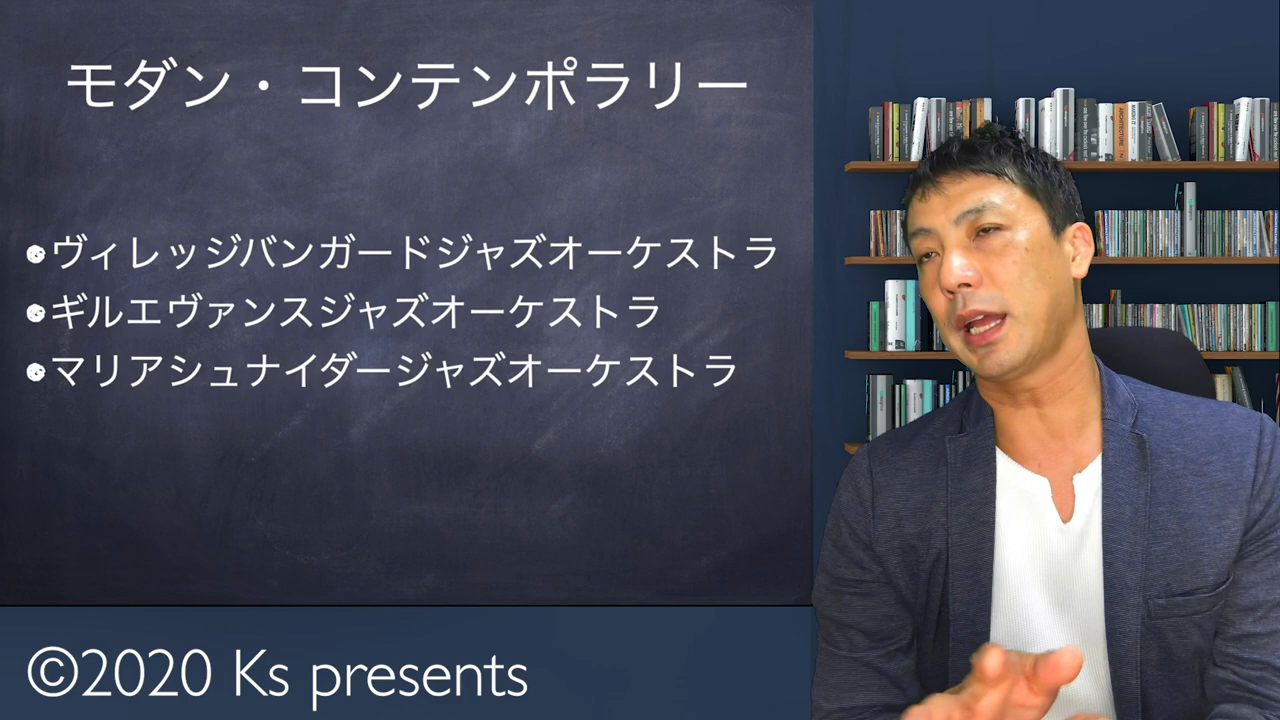 モダン・コンテンポラリー
ヴィレッジバンガードジャズオーケストラ
ギルエヴァンスジャズオーケストラ
マリアシュナイダージャズオーケストラ
©2020 Ks presents